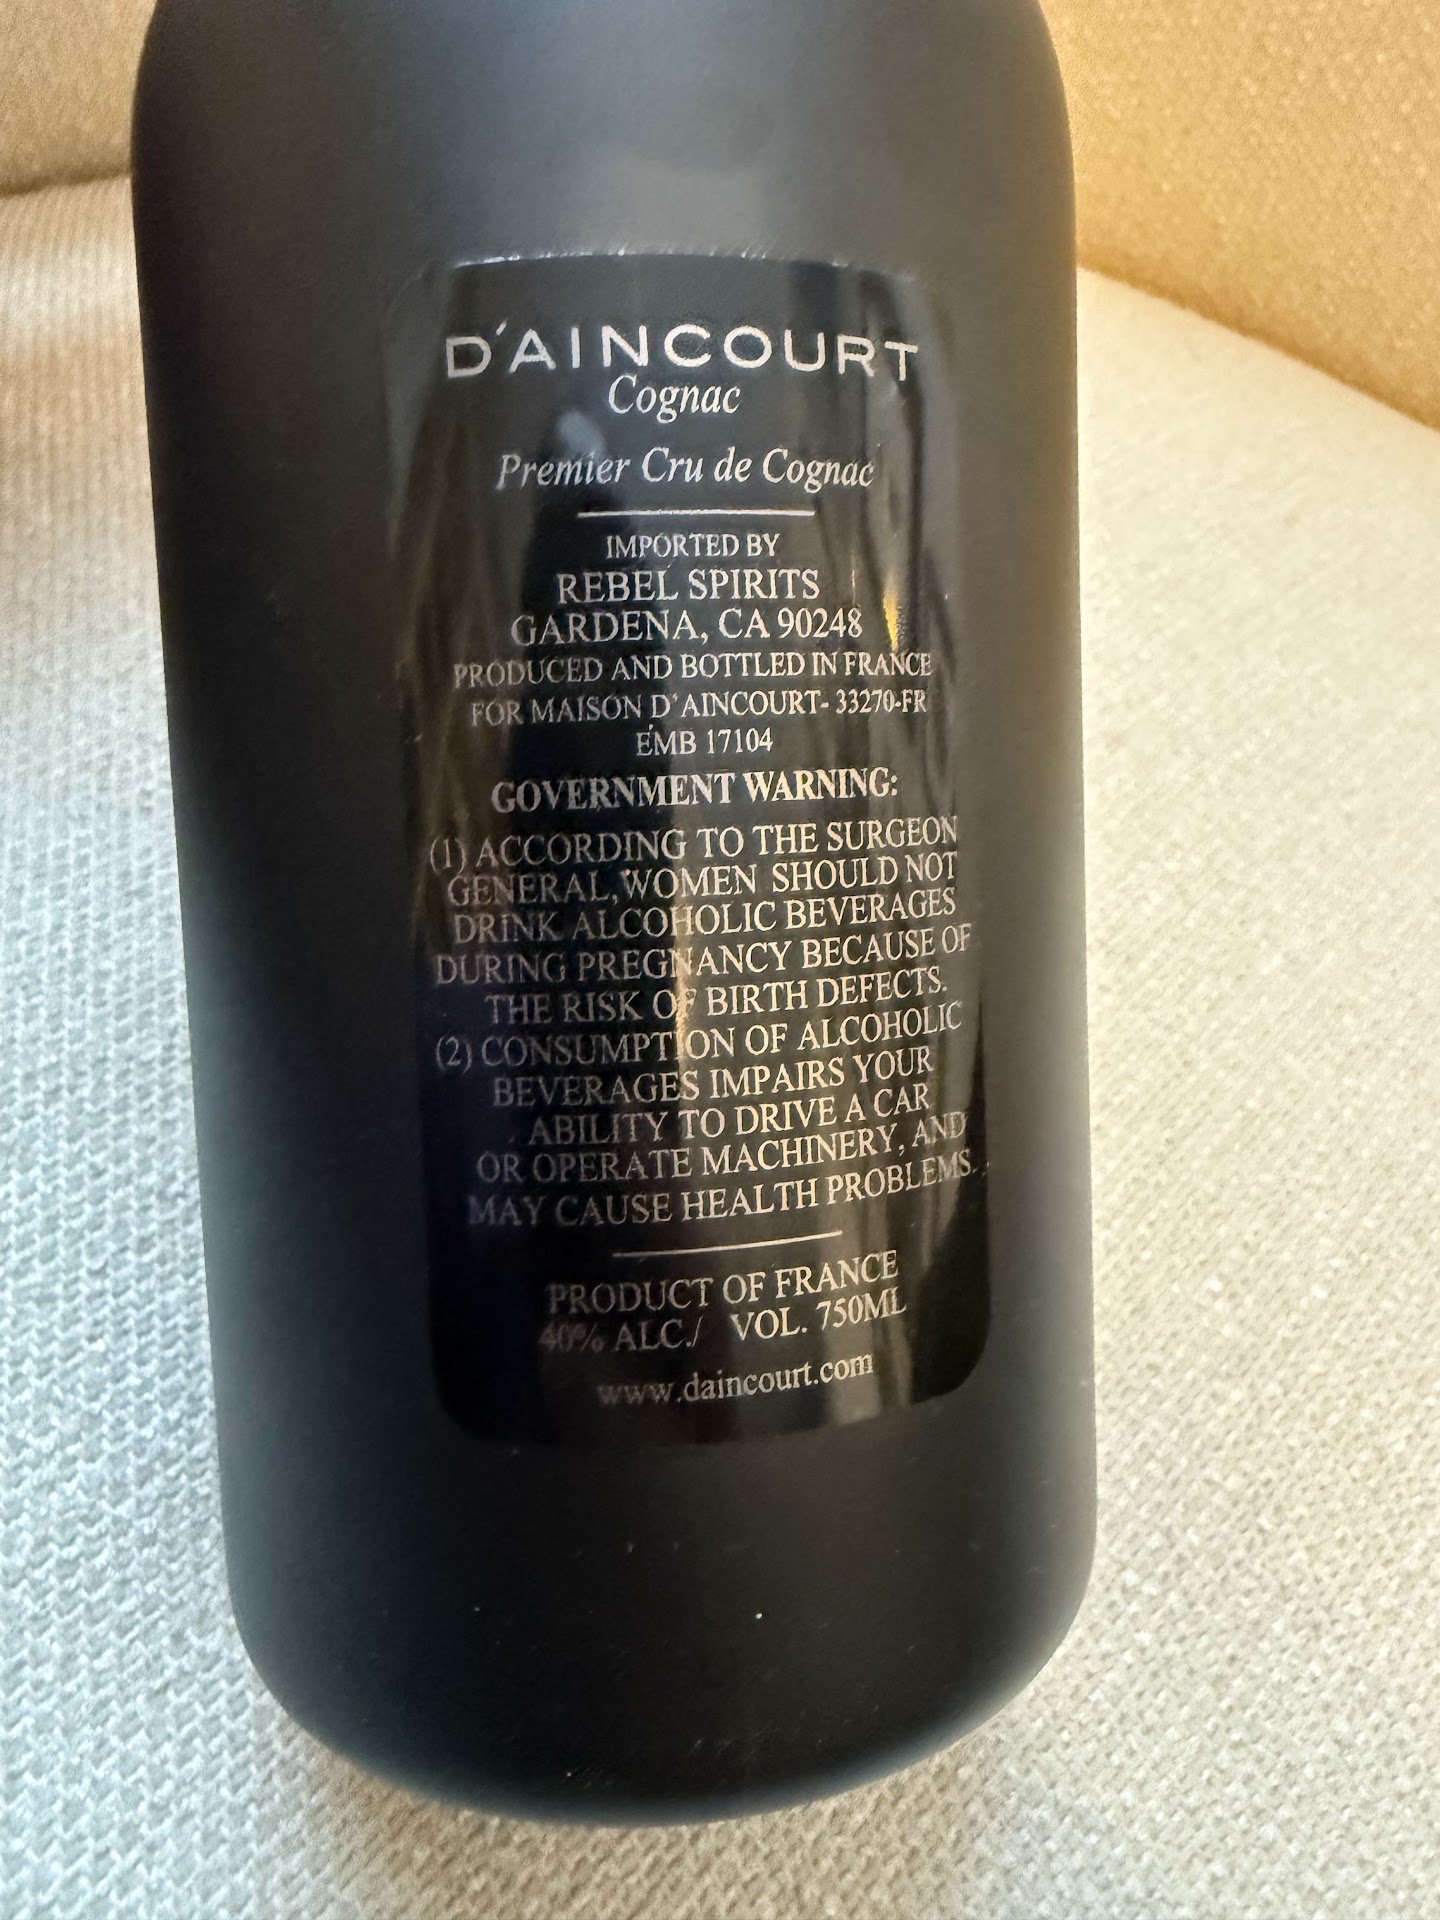 D'AINCOURT
Cognac
Premier Cru de Cognac
IMPORTED BY
REBEL SPIRITS
GARDENA, CA 90248
PRODUCED AND BOTTLED IN FRANCE
FOR MAISON D'AINCOURT- 33270-FR
EMB 17104
GOVERNMENT WARNING:
(1) ACCORDING TO THE SURGEON
GENERAL, WOMEN SHOULD NOT
DRINK ALCOHOLIC BEVERAGES
DURING PREGNANCY BECAUSE OF
THE RISK OF BIRTH DEFECTS.
(2) CONSUMPTION OF ALCOHOLIC
BEVERAGES IMPAIRS YOUR
ABILITY TO DRIVE A CAR
OR OPERATE MACHINERY, AND
MAY CAUSE HEALTH PROBLEMS.
PRODUCT OF FRANCE
40% ALC./ VOL. 750ML
www.daincourt.com